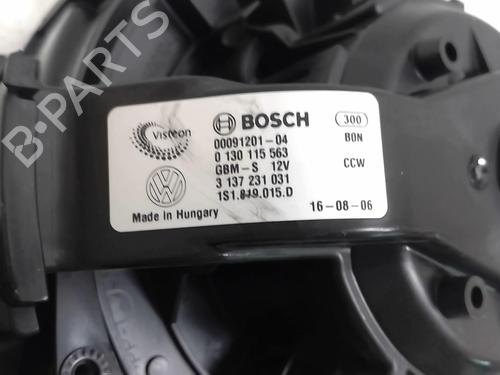 B-PARTS
Visteon
BOSCH
300
00091201-04
BON
0 130 115 563
GBM-S 12V
CCW
3 137 231 031
1S1.819.015.D
Made in Hungary
16-08-06